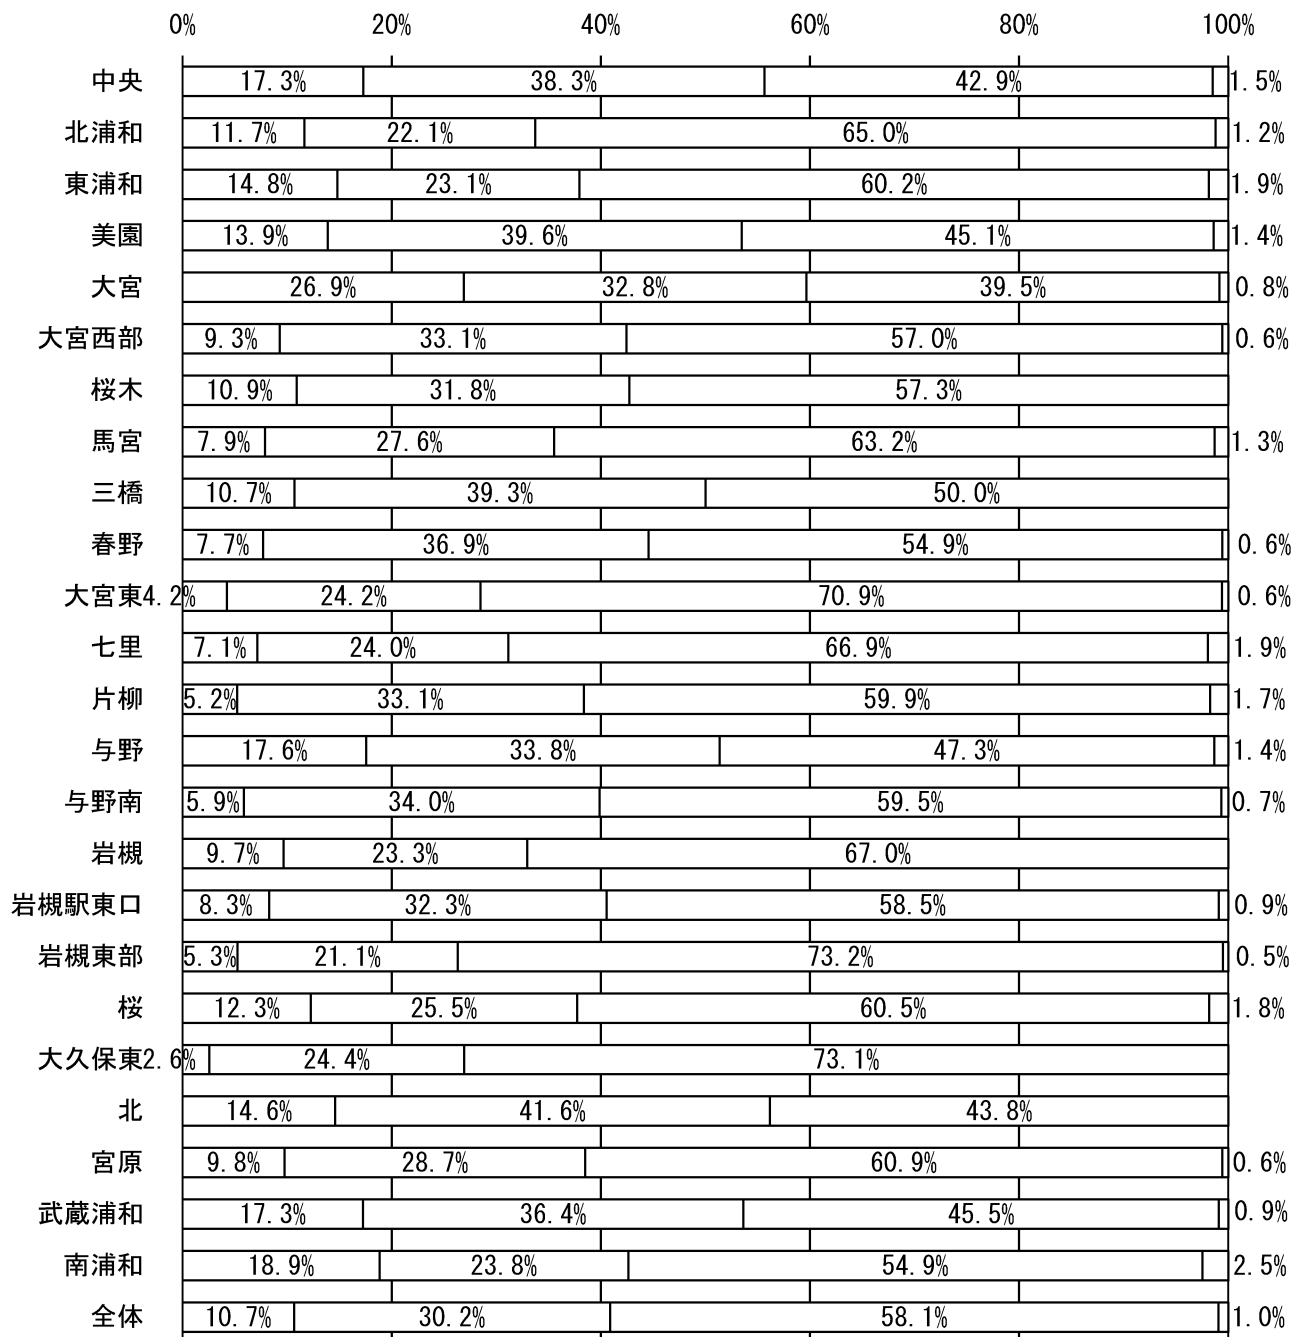 0% 20% 40% 60% 80% 100%
中央 17.3% 38.3% 42.9% 1.5%
北浦和 11.7% 22.1% 65.0% 1.2%
東浦和 14.8% 23.1% 60.2% 1.9%
美園 13.9% 39.6% 45.1% 1.4%
大宮 26.9% 32.8% 39.5% 0.8%
大宮西部 9.3% 33.1% 57.0% 0.6%
桜木 10.9% 31.8% 57.3%
馬宮 7.9% 27.6% 63.2% 1.3%
三橋 10.7% 39.3% 50.0%
春野 7.7% 36.9% 54.9% 0.6%
大宮東 4.2% 24.2% 70.9% 0.6%
七里 7.1% 24.0% 66.9% 1.9%
片柳 5.2% 33.1% 59.9% 1.7%
与野 17.6% 33.8% 47.3% 1.4%
与野南 5.9% 34.0% 59.5% 0.7%
岩槻 9.7% 23.3% 67.0%
岩槻駅東口 8.3% 32.3% 58.5% 0.9%
岩槻東部 5.3% 21.1% 73.2% 0.5%
桜 12.3% 25.5% 60.5% 1.8%
大久保東 2.6% 24.4% 73.1%
北 14.6% 41.6% 43.8%
宮原 9.8% 28.7% 60.9% 0.6%
武蔵浦和 17.3% 36.4% 45.5% 0.9%
南浦和 18.9% 23.8% 54.9% 2.5%
全体 10.7% 30.2% 58.1% 1.0%